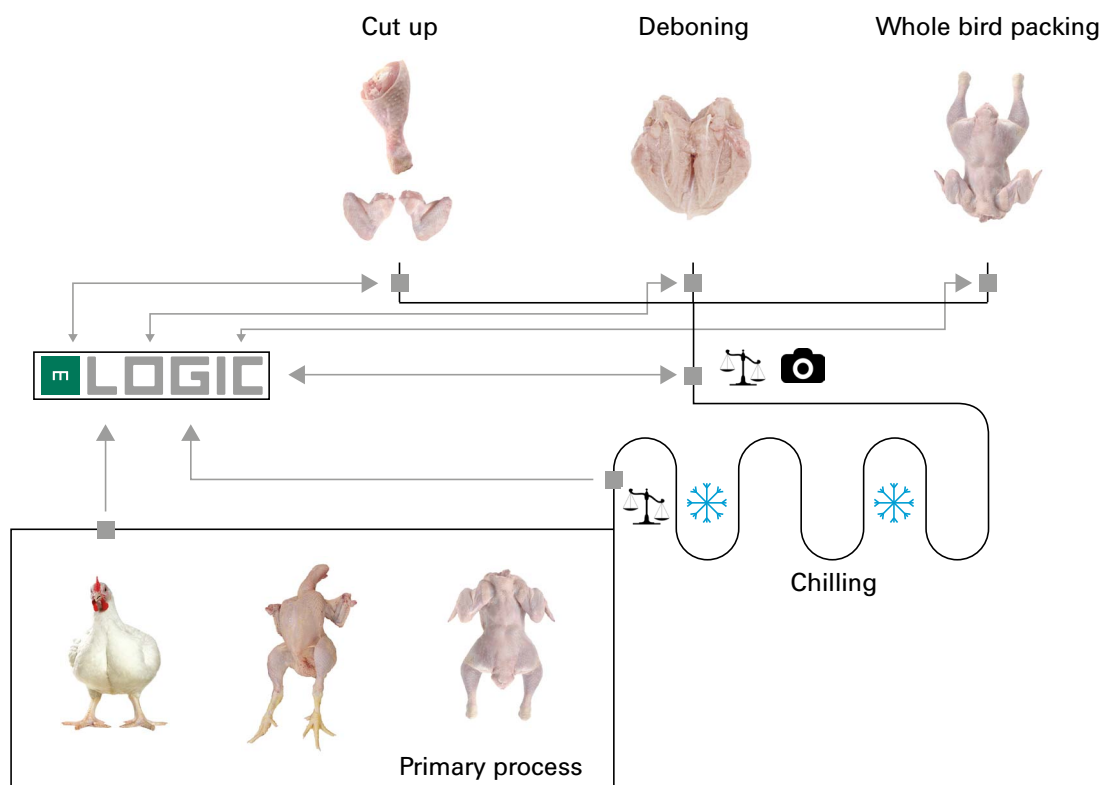 Cut up
Deboning
Whole bird packing
m LOGIC
Chilling
Primary process